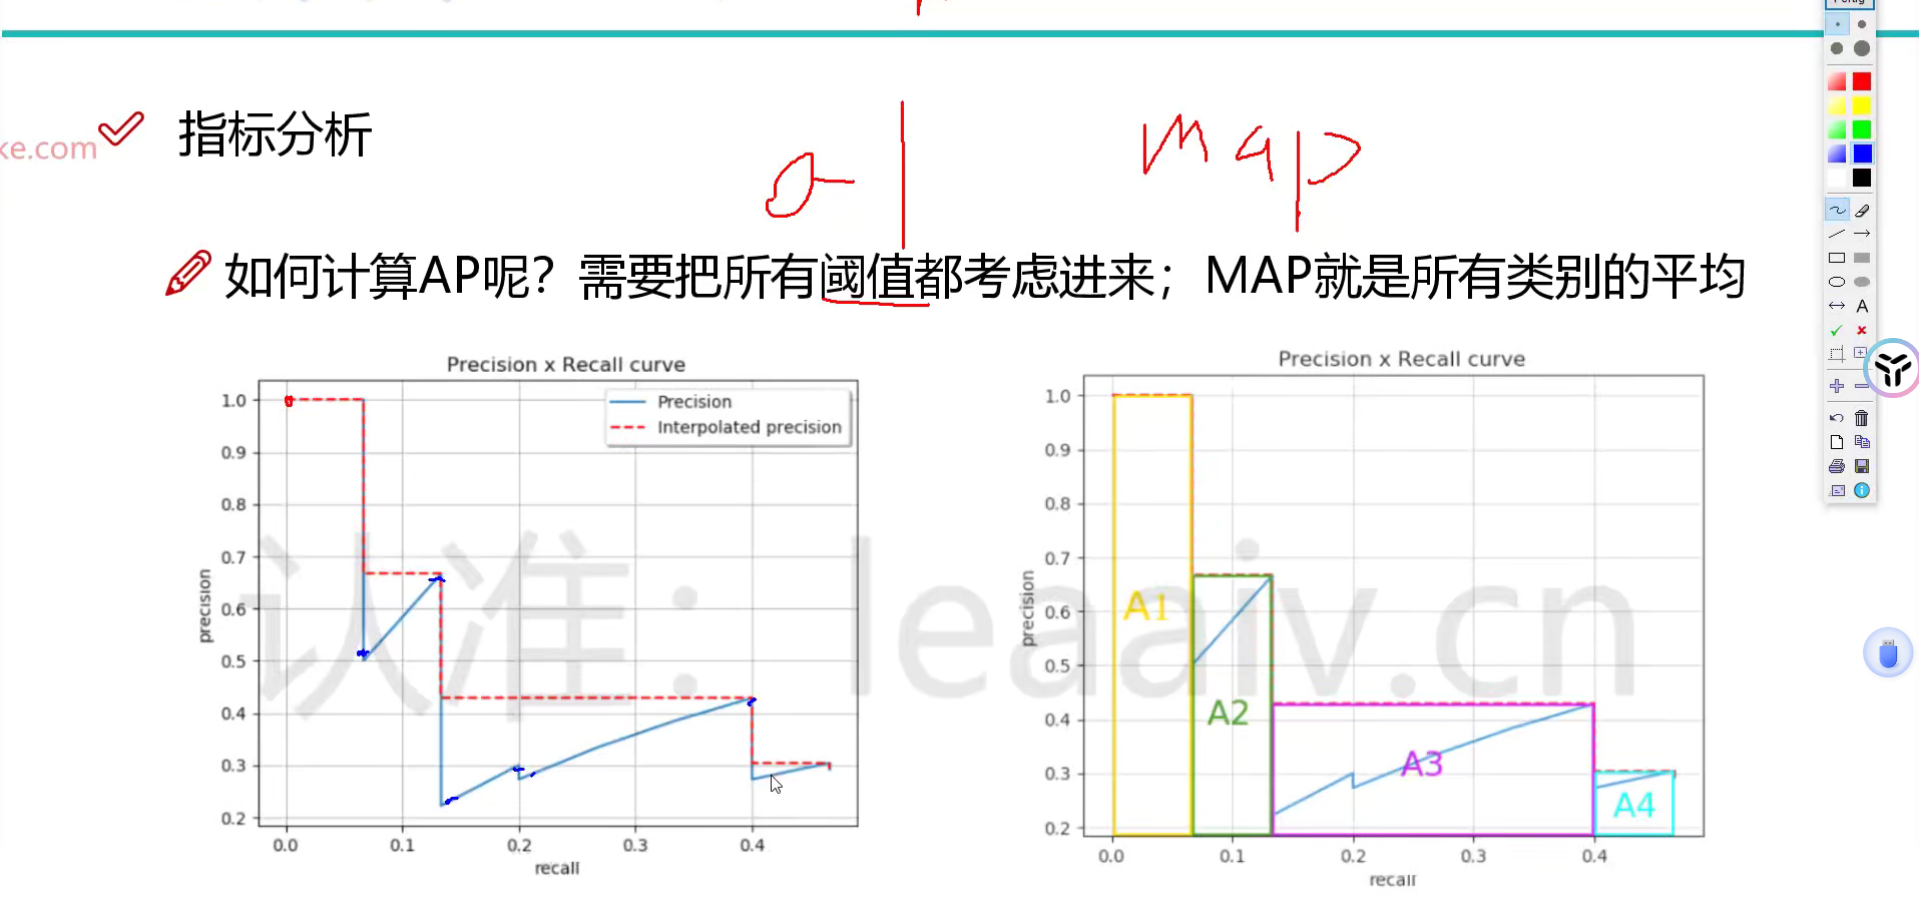 指标分析
ke.com
map
如何计算AP呢？需要把所有阈值都考虑进来；MAP就是所有类别的平均
Precision x Recall curve
Precision
Interpolated precision
1.0
0.9
0.8
0.7
0.6
0.5
0.4
0.3
0.2
precision
0.0 0.1 0.2 0.3 0.4
recall
Precision x Recall curve
1.0
0.9
0.8
0.7
0.6
0.5
0.4
0.3
0.2
precision
A1
A2
A3
A4
0.0 0.1 0.2 0.3 0.4
recall
认准：leaaiv.cn
A